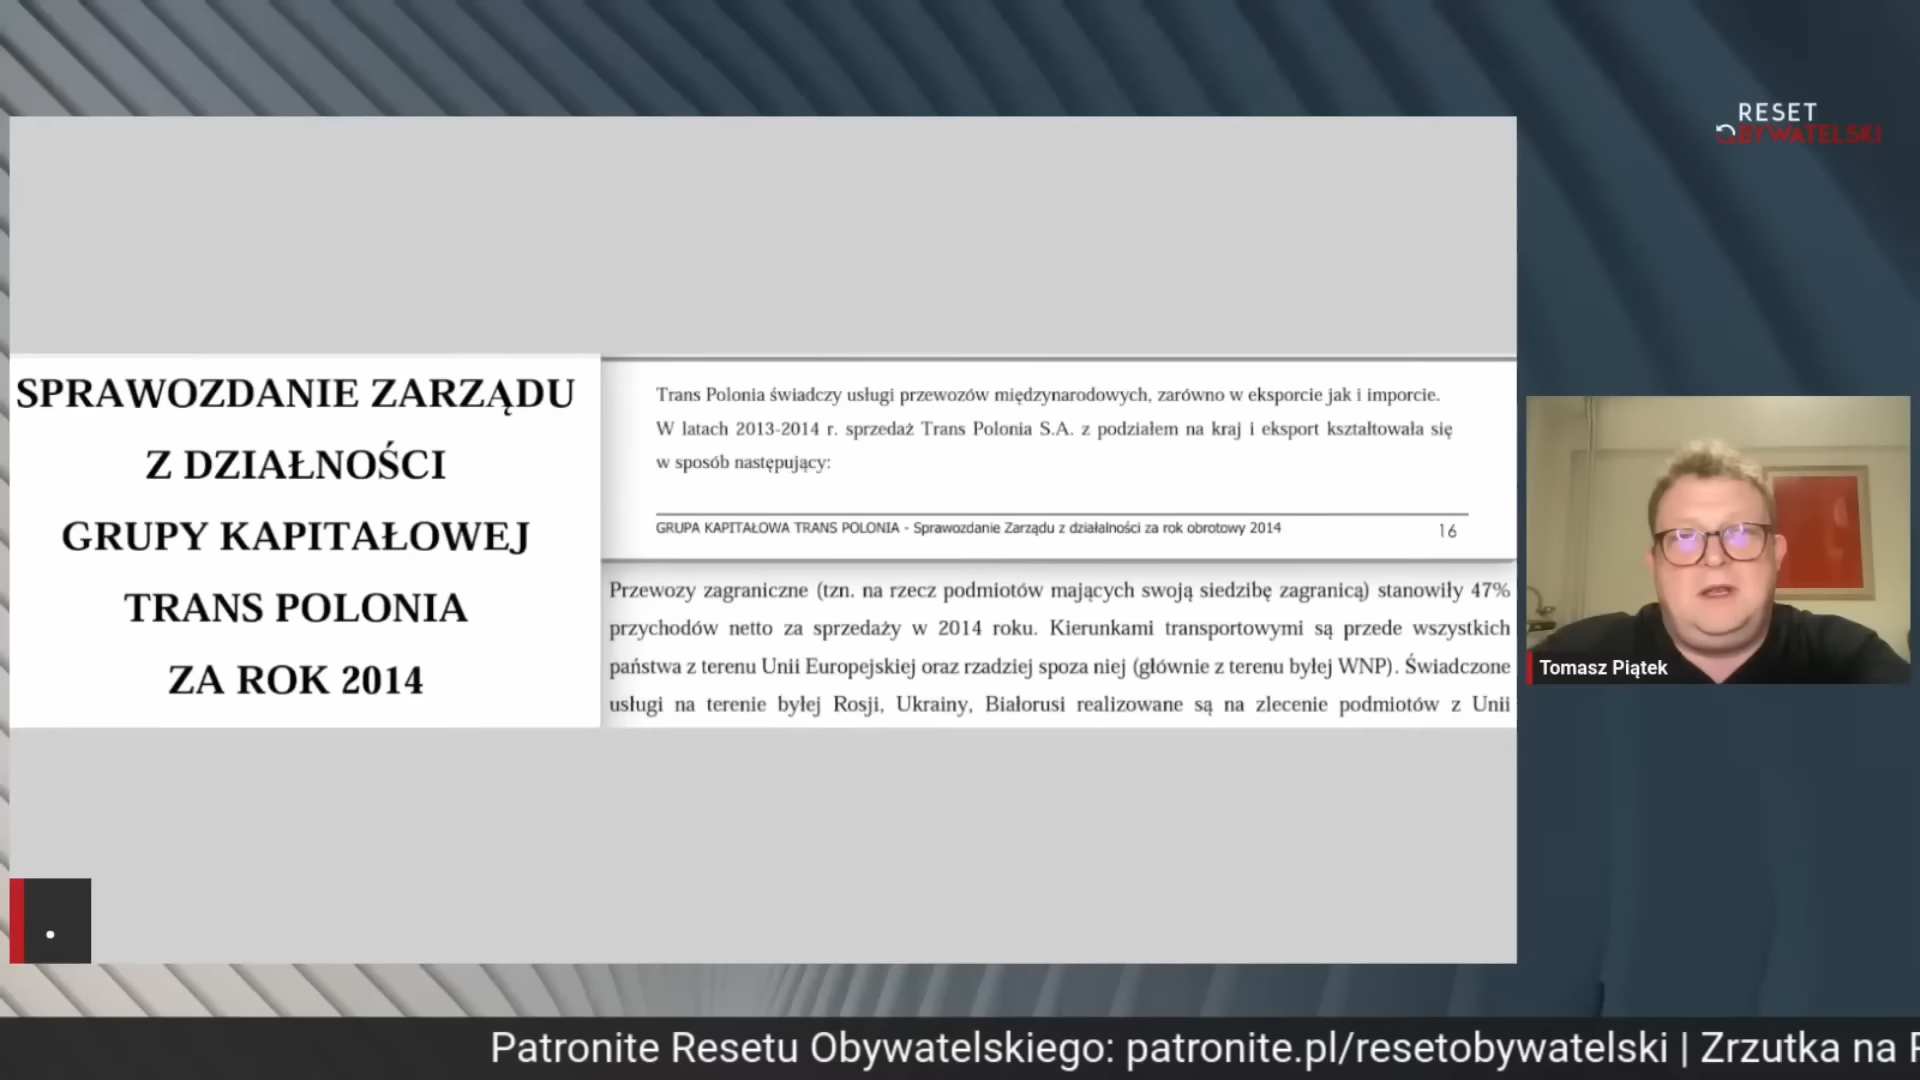 RESET
OBYWATELSKI
SPRAWOZDANIE ZARZĄDU
Z DZIAŁNOŚCI
GRUPY KAPITAŁOWEJ
TRANS POLONIA
ZA ROK 2014
Trans Polonia świadczy usługi przewozów międzynarodowych, zarówno w eksporcie jak i imporcie.
W latach 2013-2014 r. sprzedaż Trans Polonia S.A. z podziałem na kraj i eksport kształtowała się
w sposób następujący:
GRUPA KAPITAŁOWA TRANS POLONIA - Sprawozdanie Zarządu z działalności za rok obrotowy 2014 16
Przewozy zagraniczne (tzn. na rzecz podmiotów mających swoją siedzibę zagranicą) stanowiły 47%
przychodów netto za sprzedaży w 2014 roku. Kierunkami transportowymi są przede wszystkich
państwa z terenu Unii Europejskiej oraz rzadziej spoza niej (głównie z terenu byłej WNP). Świadczone
usługi na terenie byłej Rosji, Ukrainy, Białorusi realizowane są na zlecenie podmiotów z Unii
Tomasz Piątek
.
Patronite Resetu Obywatelskiego: patronite.pl/resetobywatelski | Zrzutka na